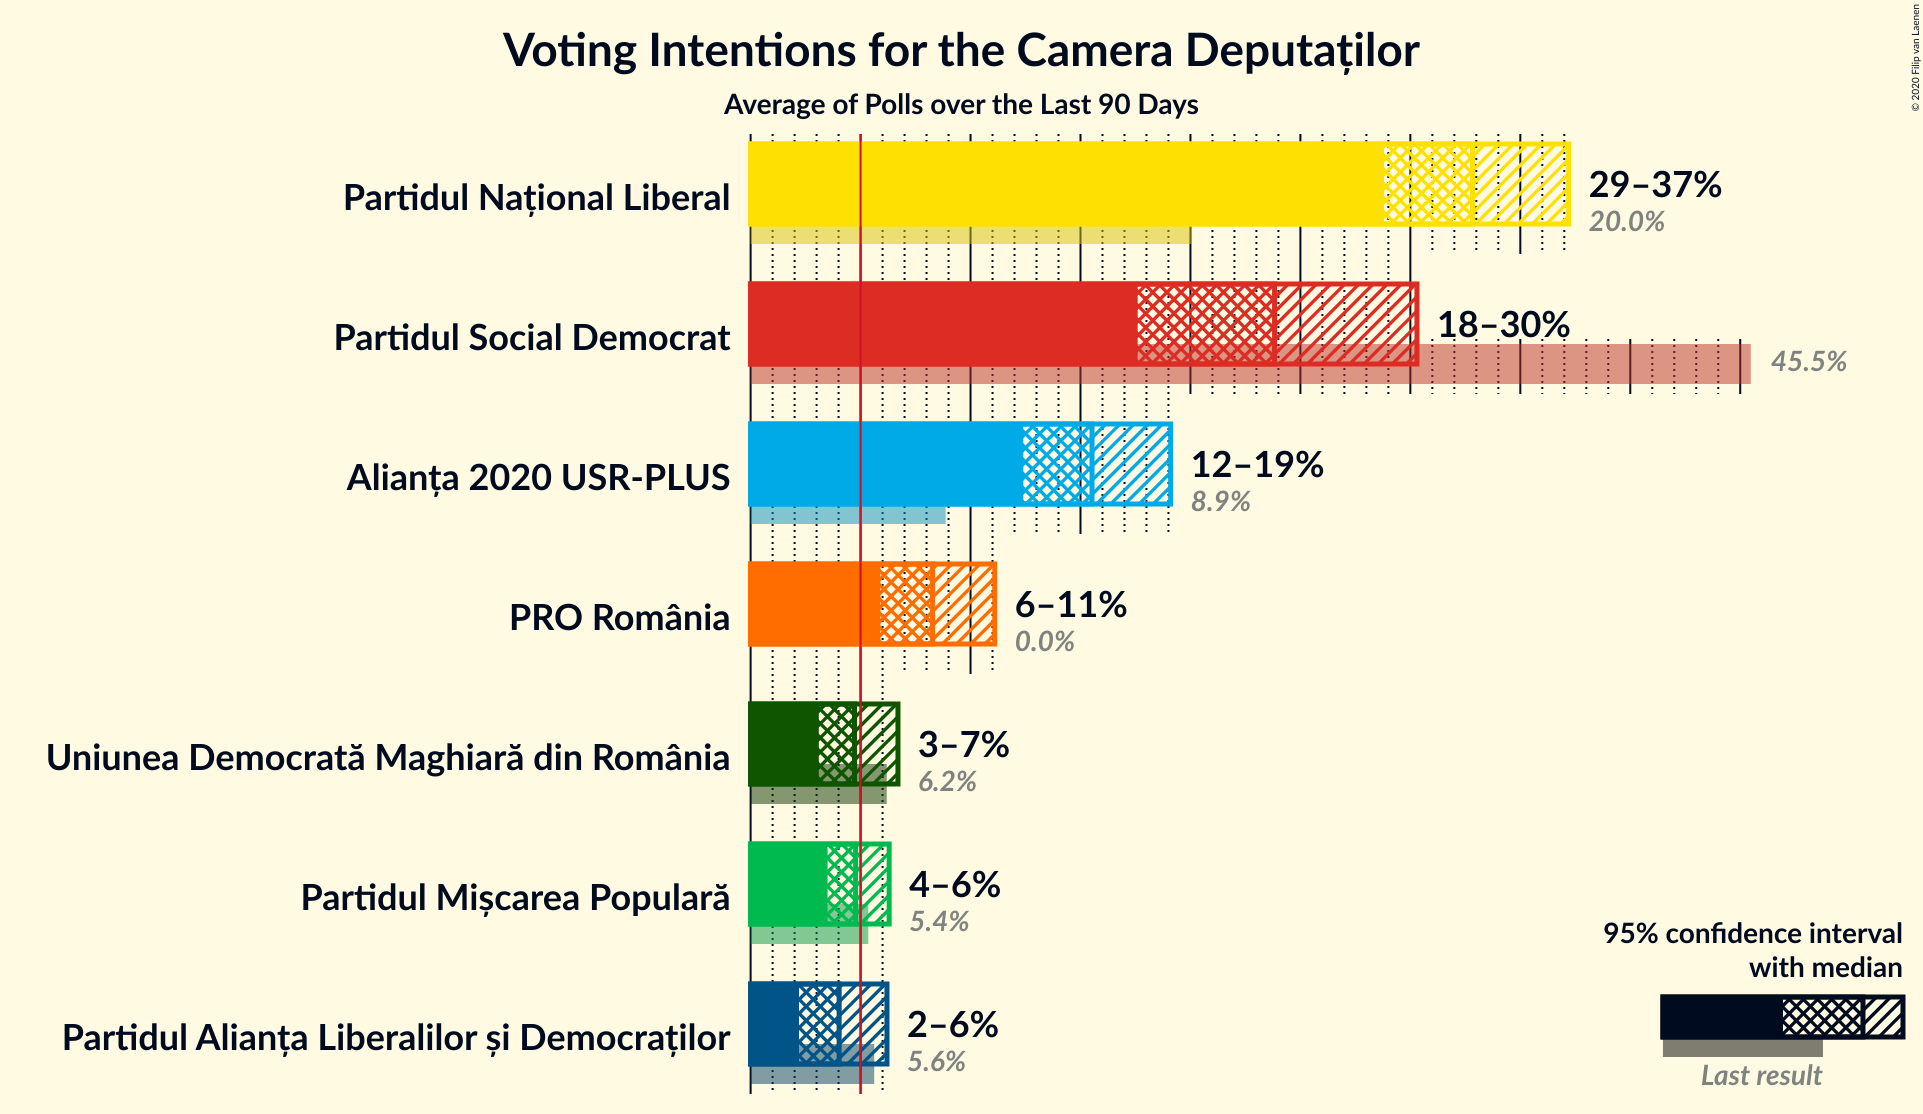 Voting Intentions for the Camera Deputaților
Average of Polls over the Last 90 Days
© 2020 Filip van Laenen
Partidul Național Liberal
29–37%
20.0%
Partidul Social Democrat
18–30%
45.5%
Alianța 2020 USR-PLUS
12–19%
8.9%
PRO România
6–11%
0.0%
Uniunea Democrată Maghiară din România
3–7%
6.2%
Partidul Mișcarea Populară
4–6%
5.4%
Partidul Alianța Liberalilor și Democraților
2–6%
5.6%
95% confidence interval
with median
Last result